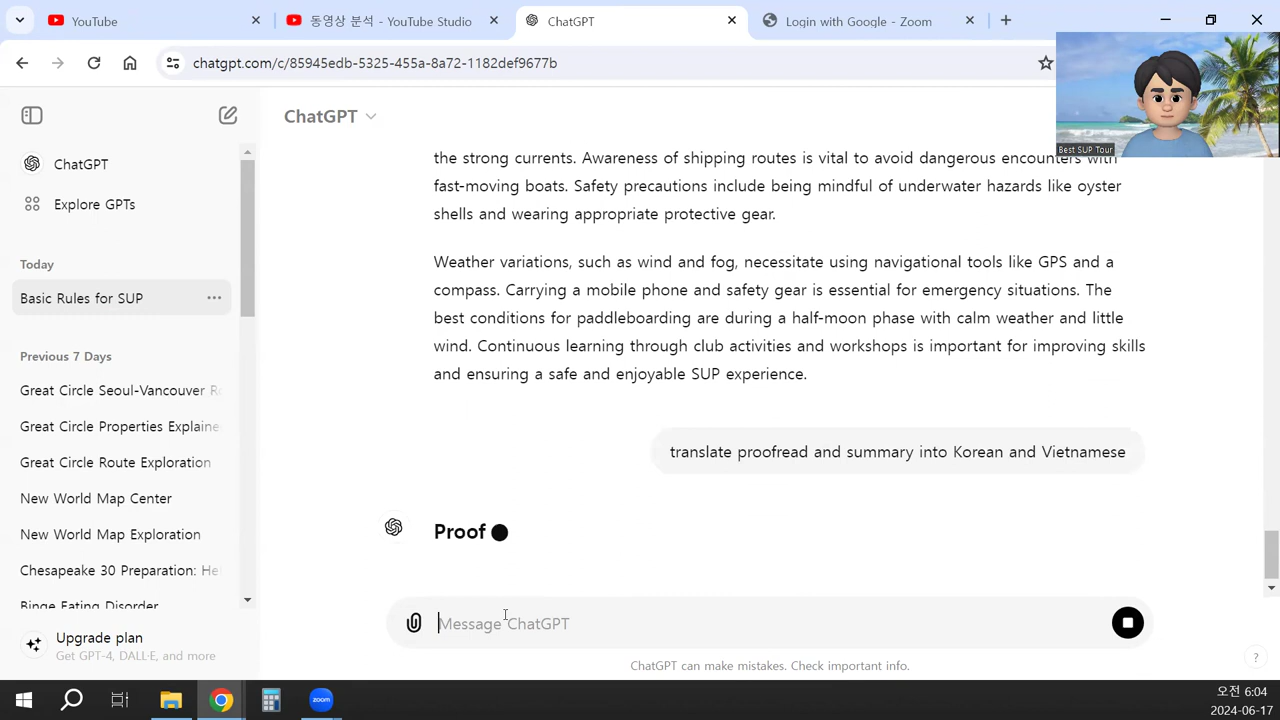 YouTube
동영상 분석 - YouTube Studio
ChatGPT
Login with Google - Zoom
chatgpt.com/c/85945edb-5325-455a-8a72-1182def9677b
Best SUP Tour
ChatGPT
ChatGPT
Explore GPTs
Today
Basic Rules for SUP
Previous 7 Days
Great Circle Seoul-Vancouver R
Great Circle Properties Explaine
Great Circle Route Exploration
New World Map Center
New World Map Exploration
Chesapeake 30 Preparation: He
Binge Eating Disorder
Upgrade plan
Get GPT-4, DALL·E, and more
the strong currents. Awareness of shipping routes is vital to avoid dangerous encounters with
fast-moving boats. Safety precautions include being mindful of underwater hazards like oyster
shells and wearing appropriate protective gear.
Weather variations, such as wind and fog, necessitate using navigational tools like GPS and a
compass. Carrying a mobile phone and safety gear is essential for emergency situations. The
best conditions for paddleboarding are during a half-moon phase with calm weather and little
wind. Continuous learning through club activities and workshops is important for improving skills
and ensuring a safe and enjoyable SUP experience.
translate proofread and summary into Korean and Vietnamese
Proof
Message ChatGPT
ChatGPT can make mistakes. Check important info.
?
zoom
오전 6:04
2024-06-17